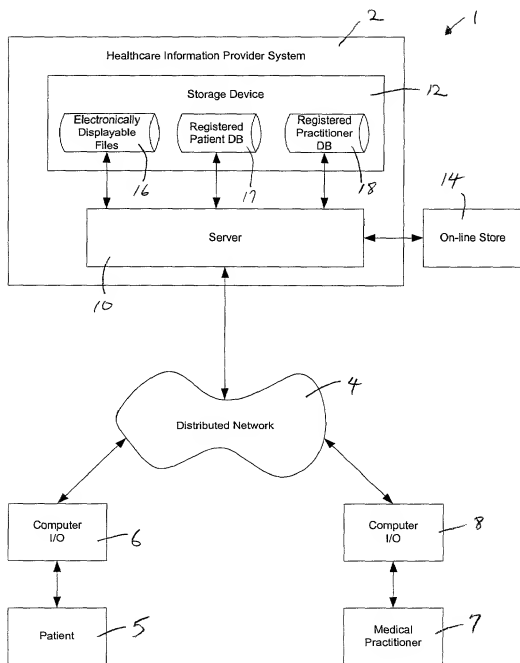 2
1
Healthcare Information Provider System
Storage Device
12
Electronically
Displayable
Files
Registered
Patient DB
Registered
Practitioner
DB
16
17
18
14
Server
On-line Store
10
4
Distributed Network
Computer
I/O
6
Computer
I/O
8
Patient
5
Medical
Practitioner
7